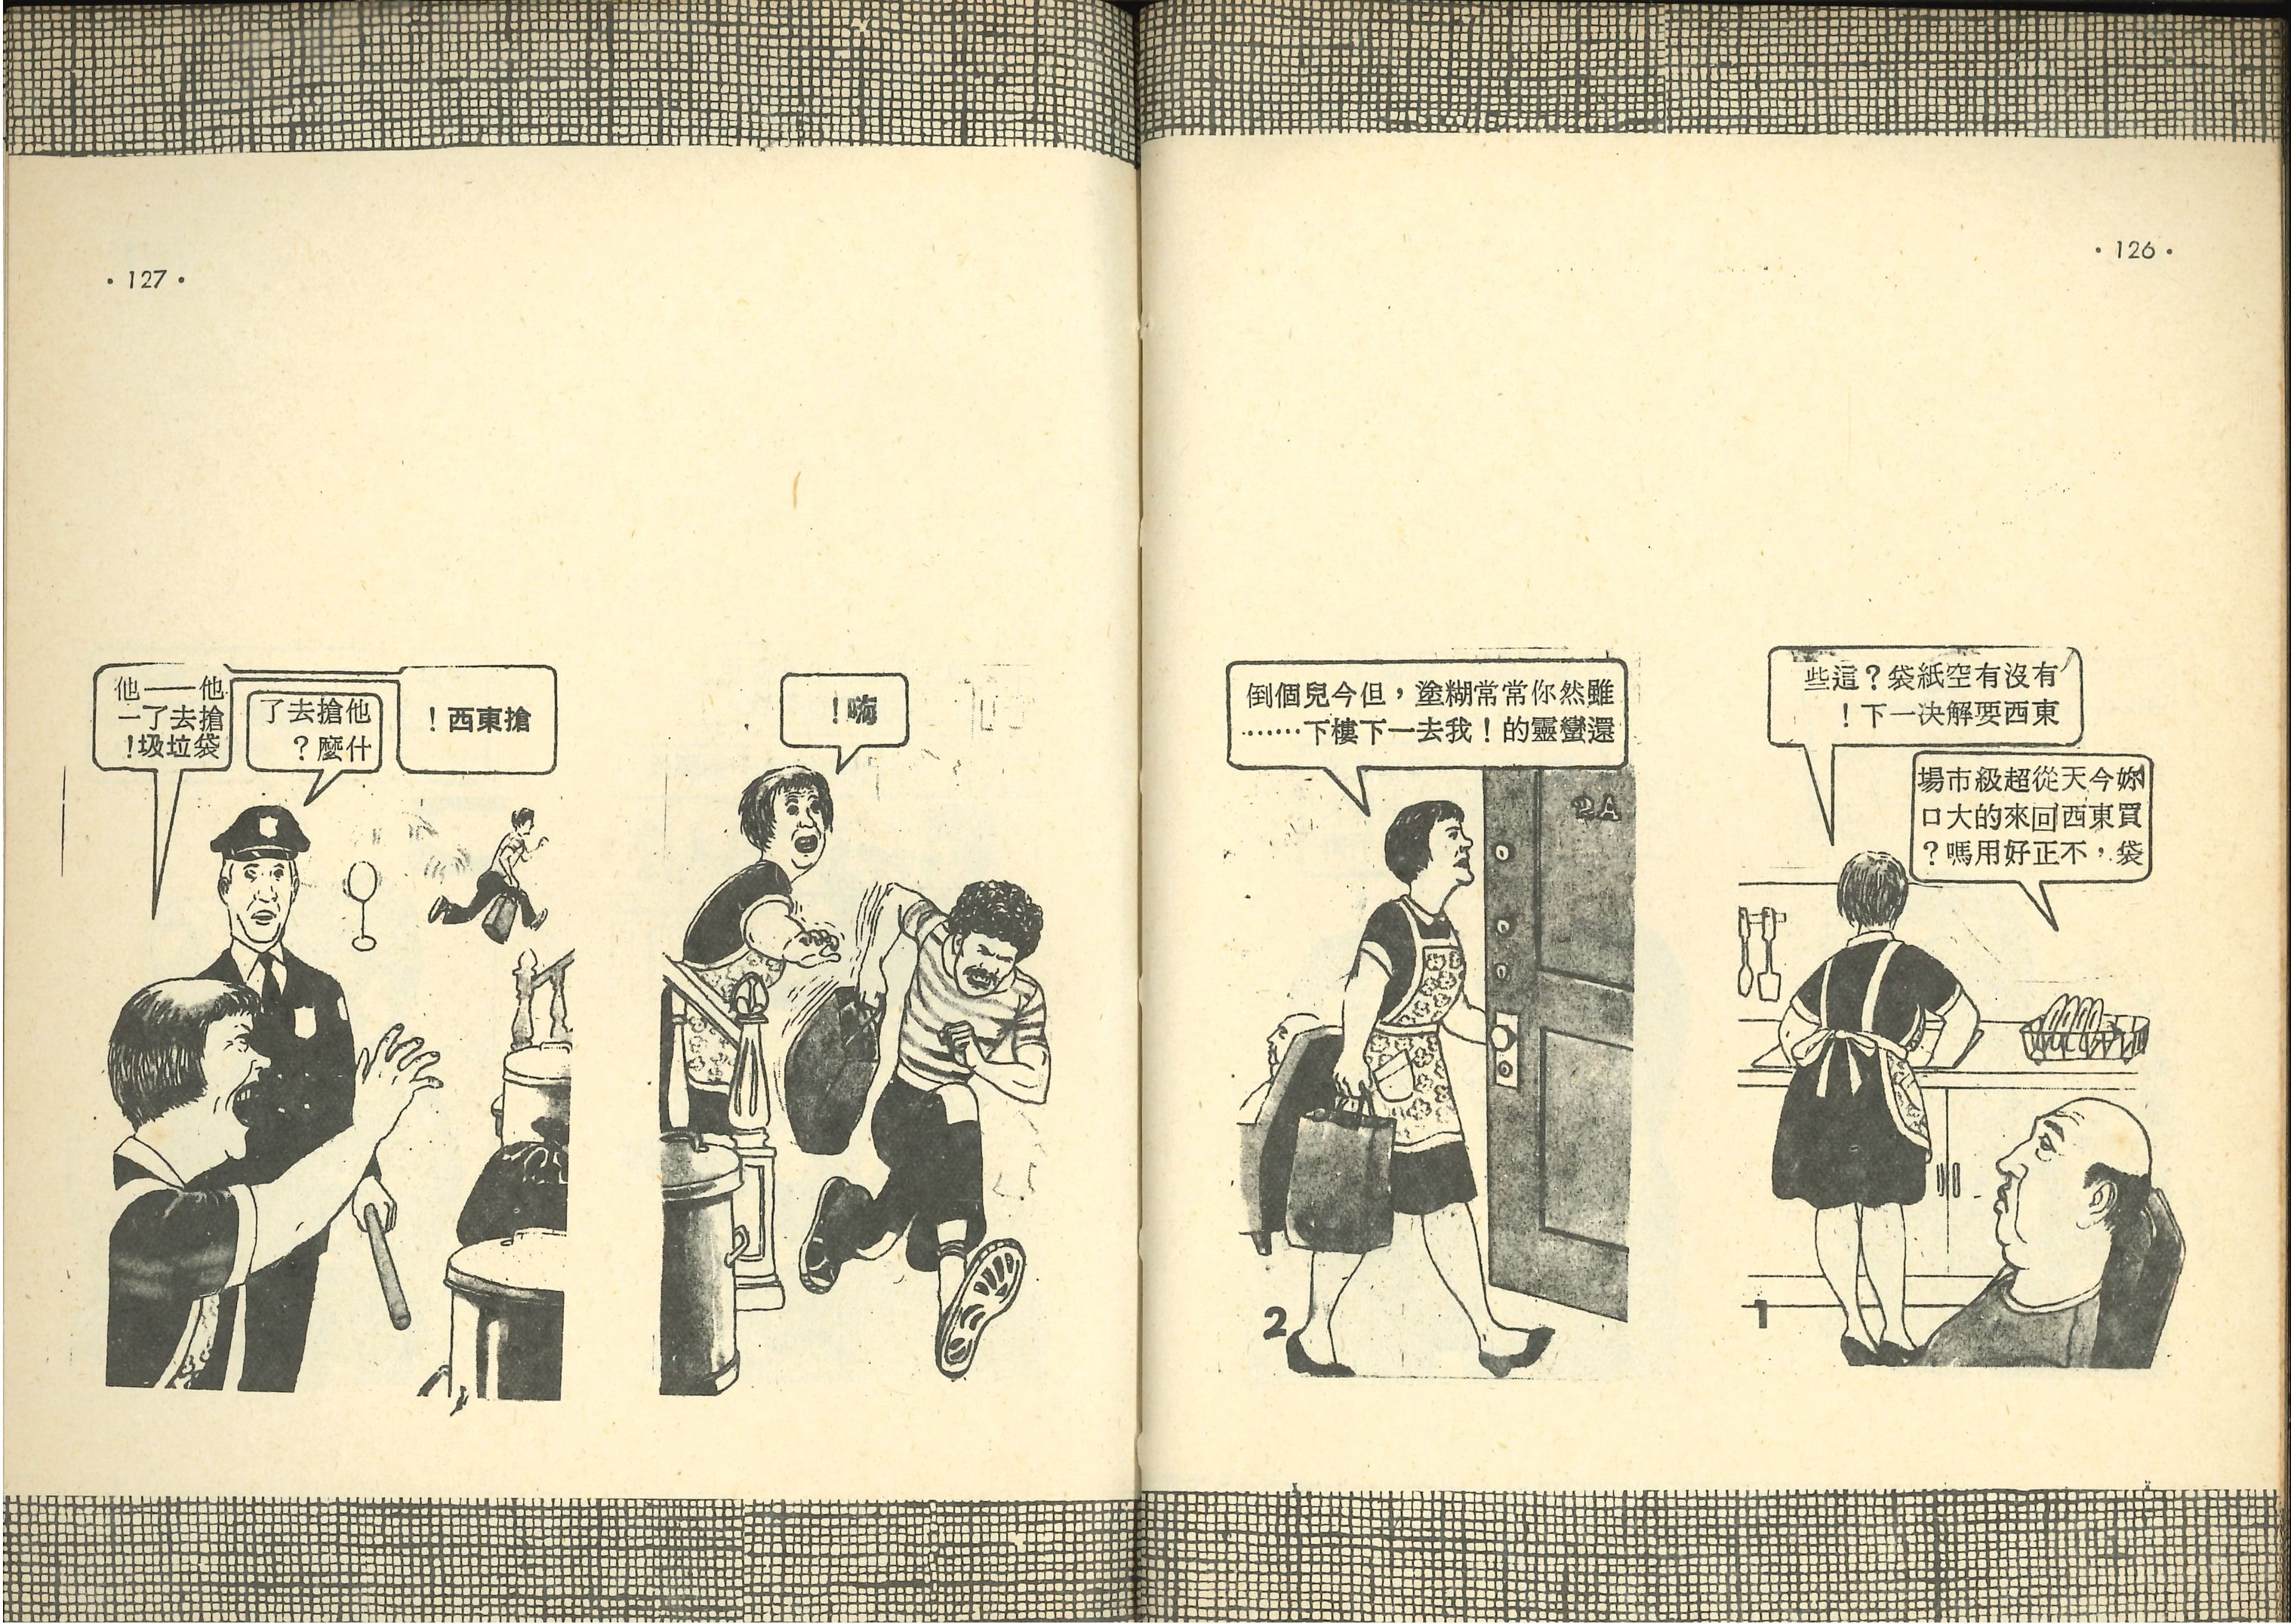 • 126 •
有沒有空紙袋？這些
東西要解決一下！
妳今天從超級市場
買東西回來的大口
袋，不正好用嗎？
1
雖然你常常糊塗，但今兒個倒
還蠻靈的！我去一下樓下⋯⋯
2A
2
• 127 •
嗨！
搶東西！
他搶去了
什麼？
他——他
搶去了一
袋垃圾！